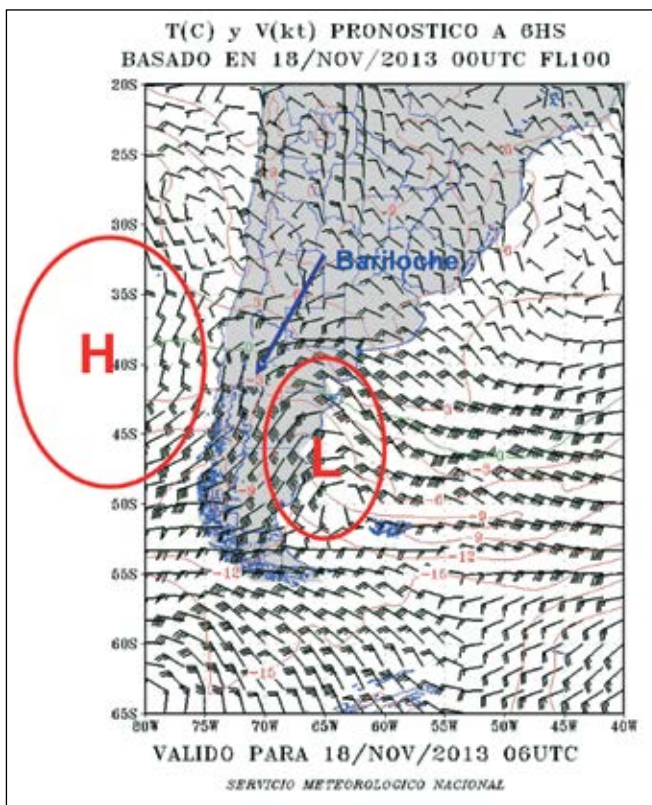 T(C) y V(kt) PRONOSTICO A 6HS
BASADO EN 18/NOV/2013 00UTC FL100
20S
25S
30S
Bariloche
35S
H
40S
45S
L
50S
55S
60S
65S
80W 75W 70W 65W 60W 55W 50W 45W 40W
VALIDO PARA 18/NOV/2013 06UTC
SERVICIO METEOROLOGICO NACIONAL